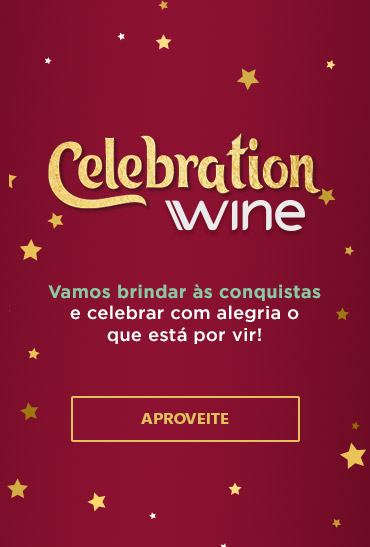 Celebration
wine
Vamos brindar às conquistas
e celebrar com alegria o
que está por vir!
APROVEITE